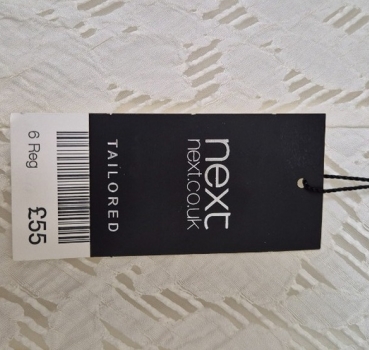 next
next.co.uk
TAILORED
6 Reg
£55